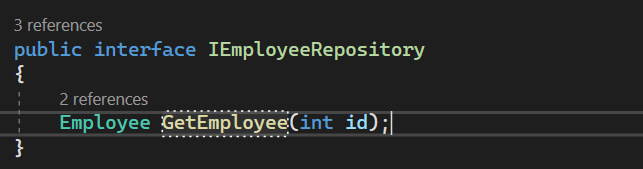 3 references
public interface IEmployeeRepository
{
2 references
Employee GetEmployee(int id);
}